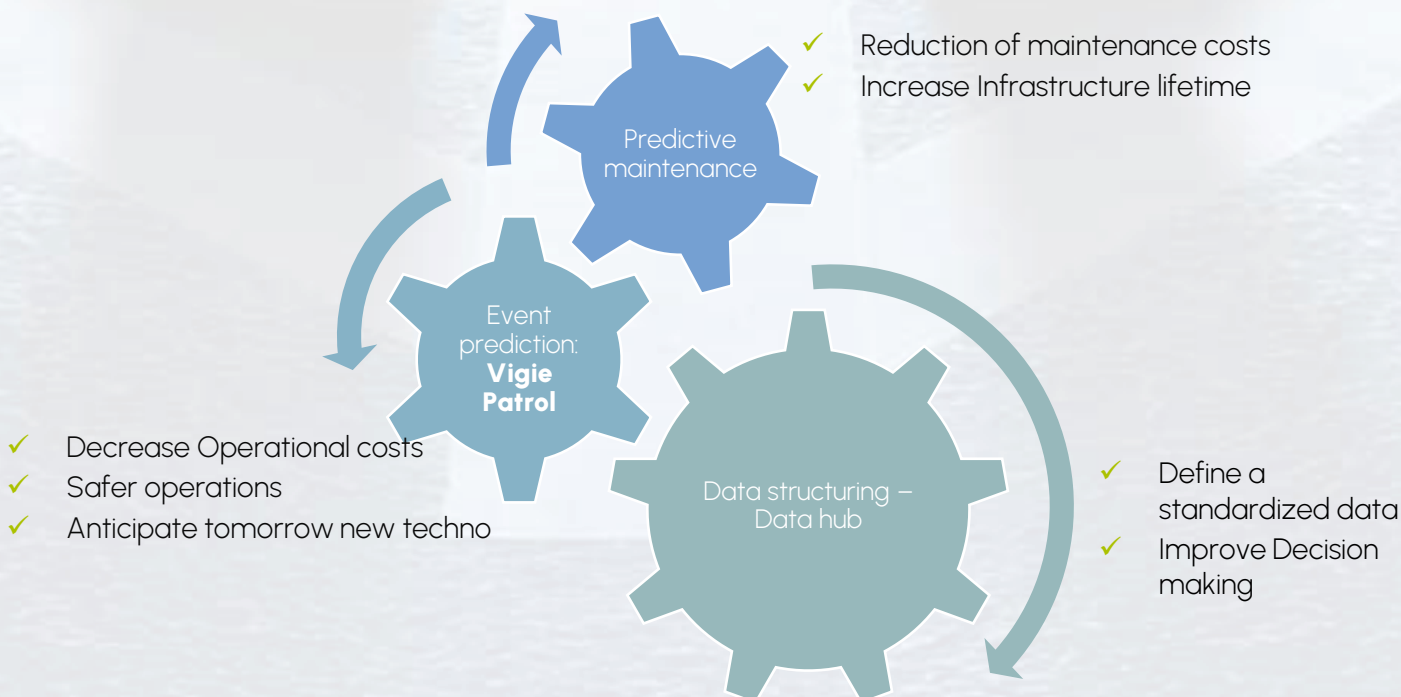 Reduction of maintenance costs
Increase Infrastructure lifetime
Predictive
maintenance
Event
prediction:
Vigie
Patrol
Decrease Operational costs
Safer operations
Anticipate tomorrow new techno
Data structuring –
Data hub
Define a
standardized data
Improve Decision
making